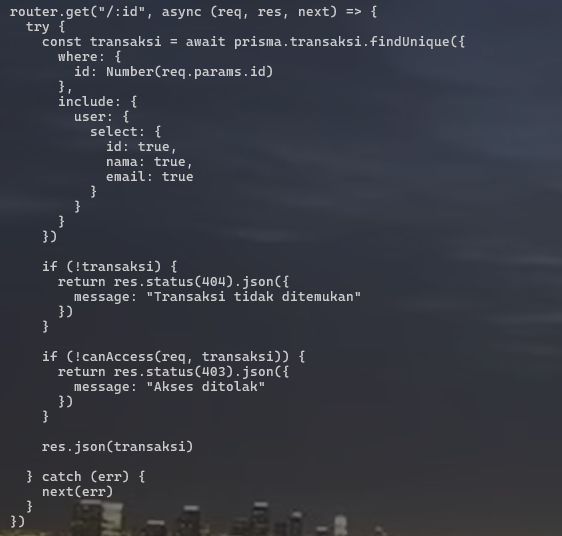 router.get("/:id", async (req, res, next) => {
  try {
    const transaksi = await prisma.transaksi.findUnique({
      where: {
        id: Number(req.params.id)
      },
      include: {
        user: {
          select: {
            id: true,
            nama: true,
            email: true
          }
        }
      }
    })

    if (!transaksi) {
      return res.status(404).json({
        message: "Transaksi tidak ditemukan"
      })
    }

    if (!canAccess(req, transaksi)) {
      return res.status(403).json({
        message: "Akses ditolak"
      })
    }

    res.json(transaksi)

  } catch (err) {
    next(err)
  }
})